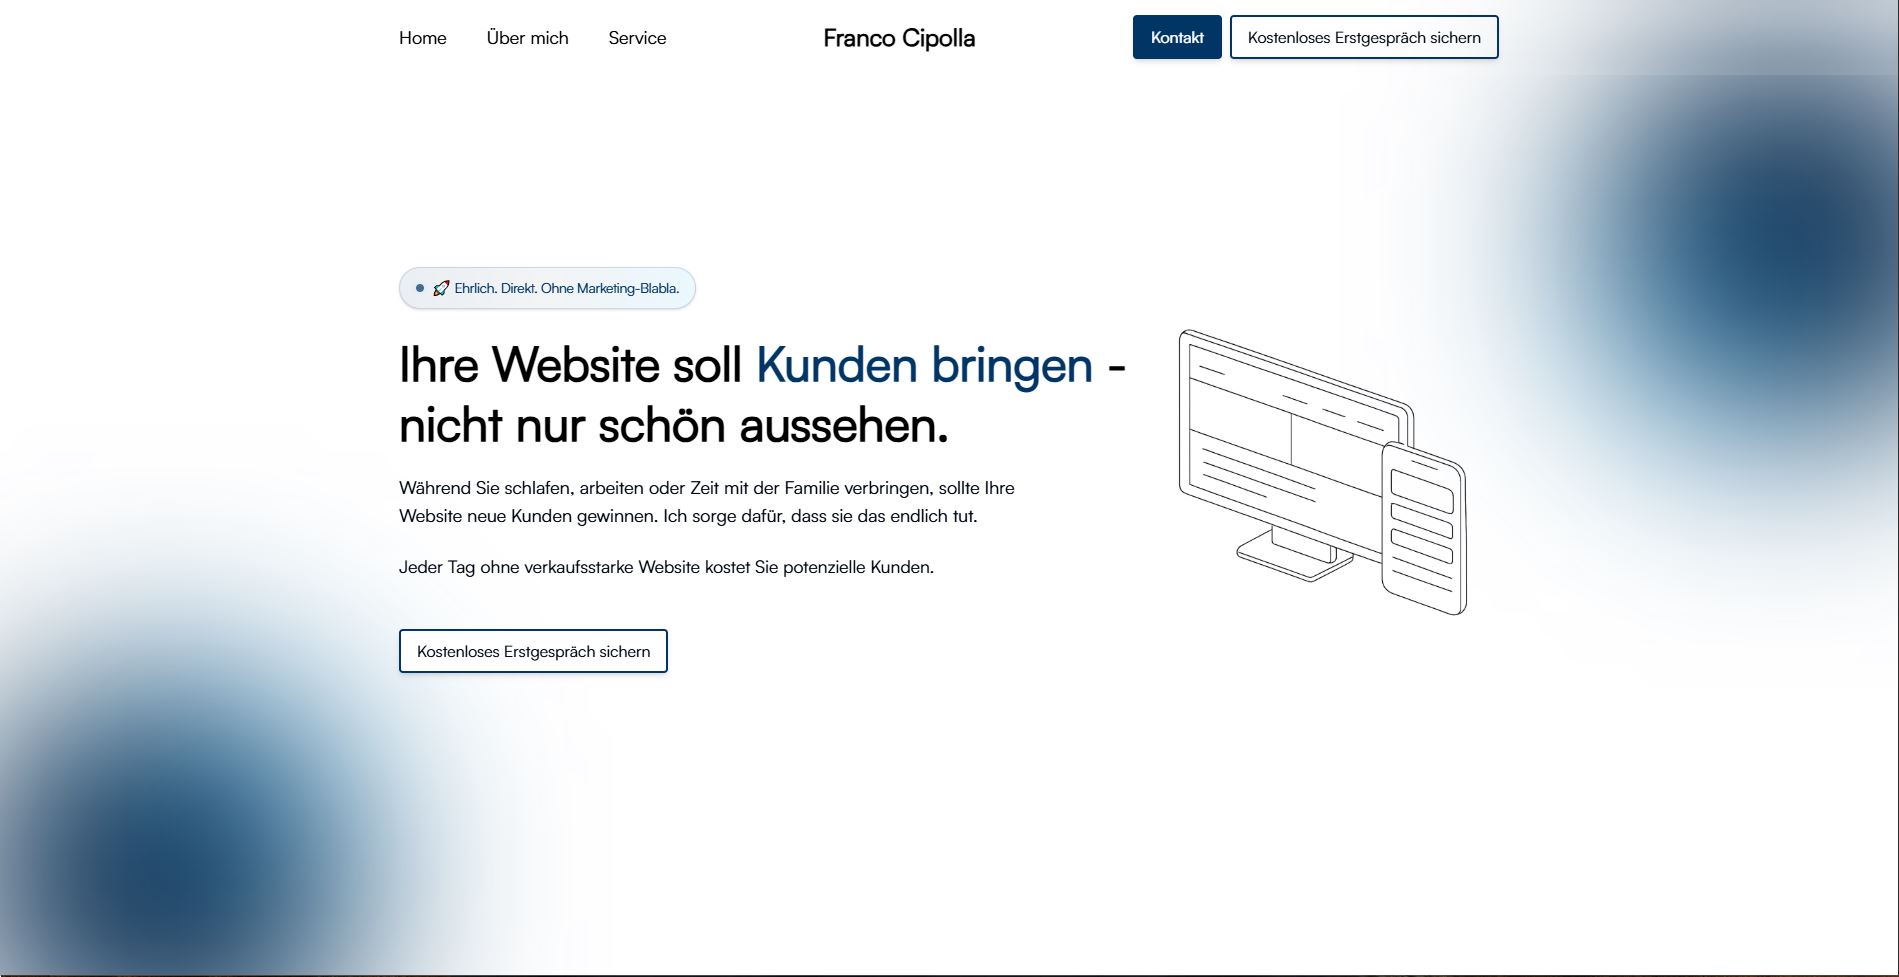 Home Über mich Service Franco Cipolla Kontakt Kostenloses Erstgespräch sichern
🚀 Ehrlich. Direkt. Ohne Marketing-Blabla.
Ihre Website soll Kunden bringen -
nicht nur schön aussehen.
Während Sie schlafen, arbeiten oder Zeit mit der Familie verbringen, sollte Ihre
Website neue Kunden gewinnen. Ich sorge dafür, dass sie das endlich tut.
Jeder Tag ohne verkaufsstarke Website kostet Sie potenzielle Kunden.
Kostenloses Erstgespräch sichern